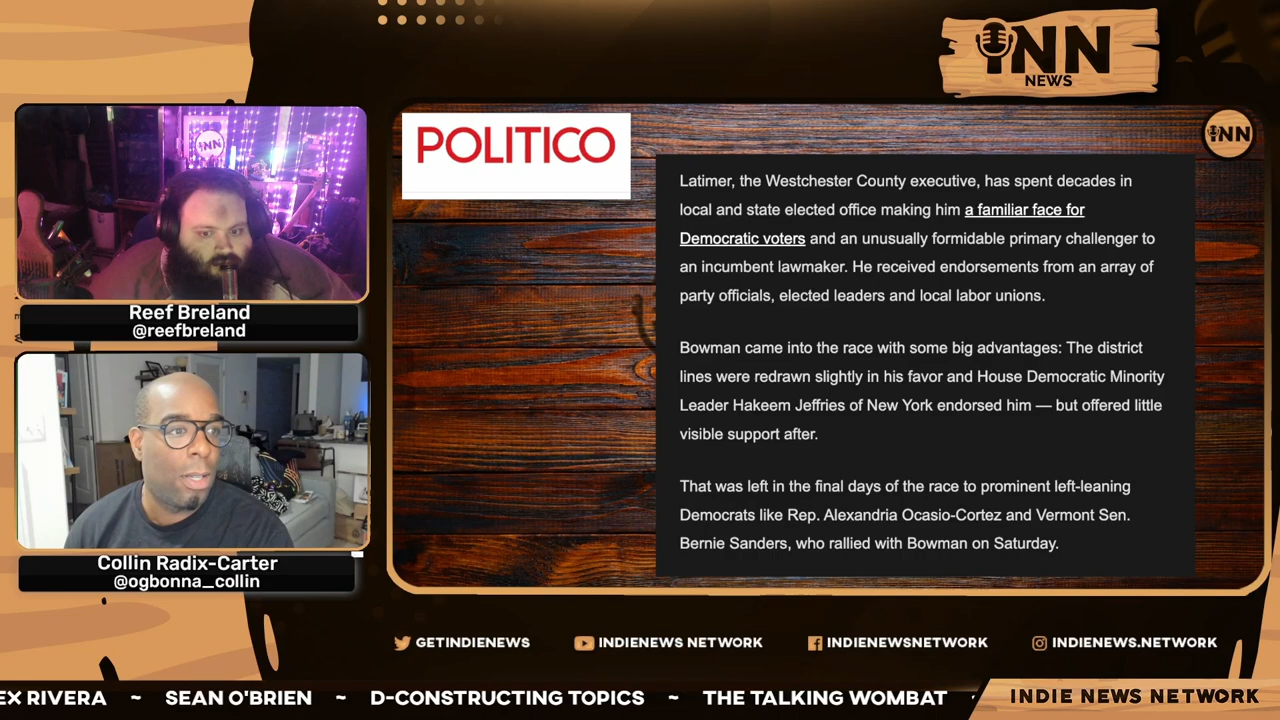 iNN
NEWS
iNN
iNN
POLITICO
Latimer, the Westchester County executive, has spent decades in
local and state elected office making him a familiar face for
Democratic voters and an unusually formidable primary challenger to
an incumbent lawmaker. He received endorsements from an array of
party officials, elected leaders and local labor unions.
Bowman came into the race with some big advantages: The district
lines were redrawn slightly in his favor and House Democratic Minority
Leader Hakeem Jeffries of New York endorsed him — but offered little
visible support after.
That was left in the final days of the race to prominent left-leaning
Democrats like Rep. Alexandria Ocasio-Cortez and Vermont Sen.
Bernie Sanders, who rallied with Bowman on Saturday.
Reef Breland
@reefbreland
Collin Radix-Carter
@ogbonna_collin
GETINDIENEWS
INDIENEWS NETWORK
INDIENEWSNETWORK
INDIENEWS.NETWORK
EX RIVERA ~ SEAN O'BRIEN ~ D-CONSTRUCTING TOPICS ~ THE TALKING WOMBAT
INDIE NEWS NETWORK